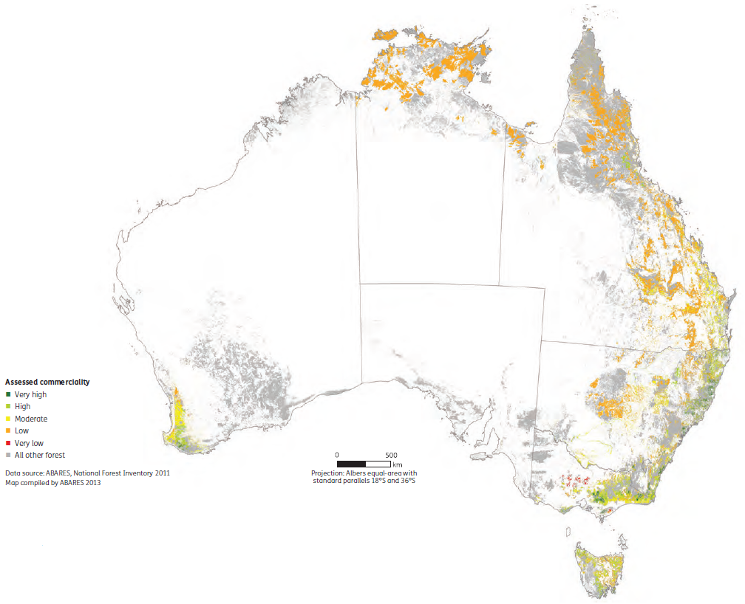 Assessed commerciality
Very high
High
Moderate
Low
Very low
All other forest
Data source: ABARES, National Forest Inventory 2011
Map compiled by ABARES 2013
0 500
km
Projection: Albers equal-area with
standard parallels 18°S and 36°S